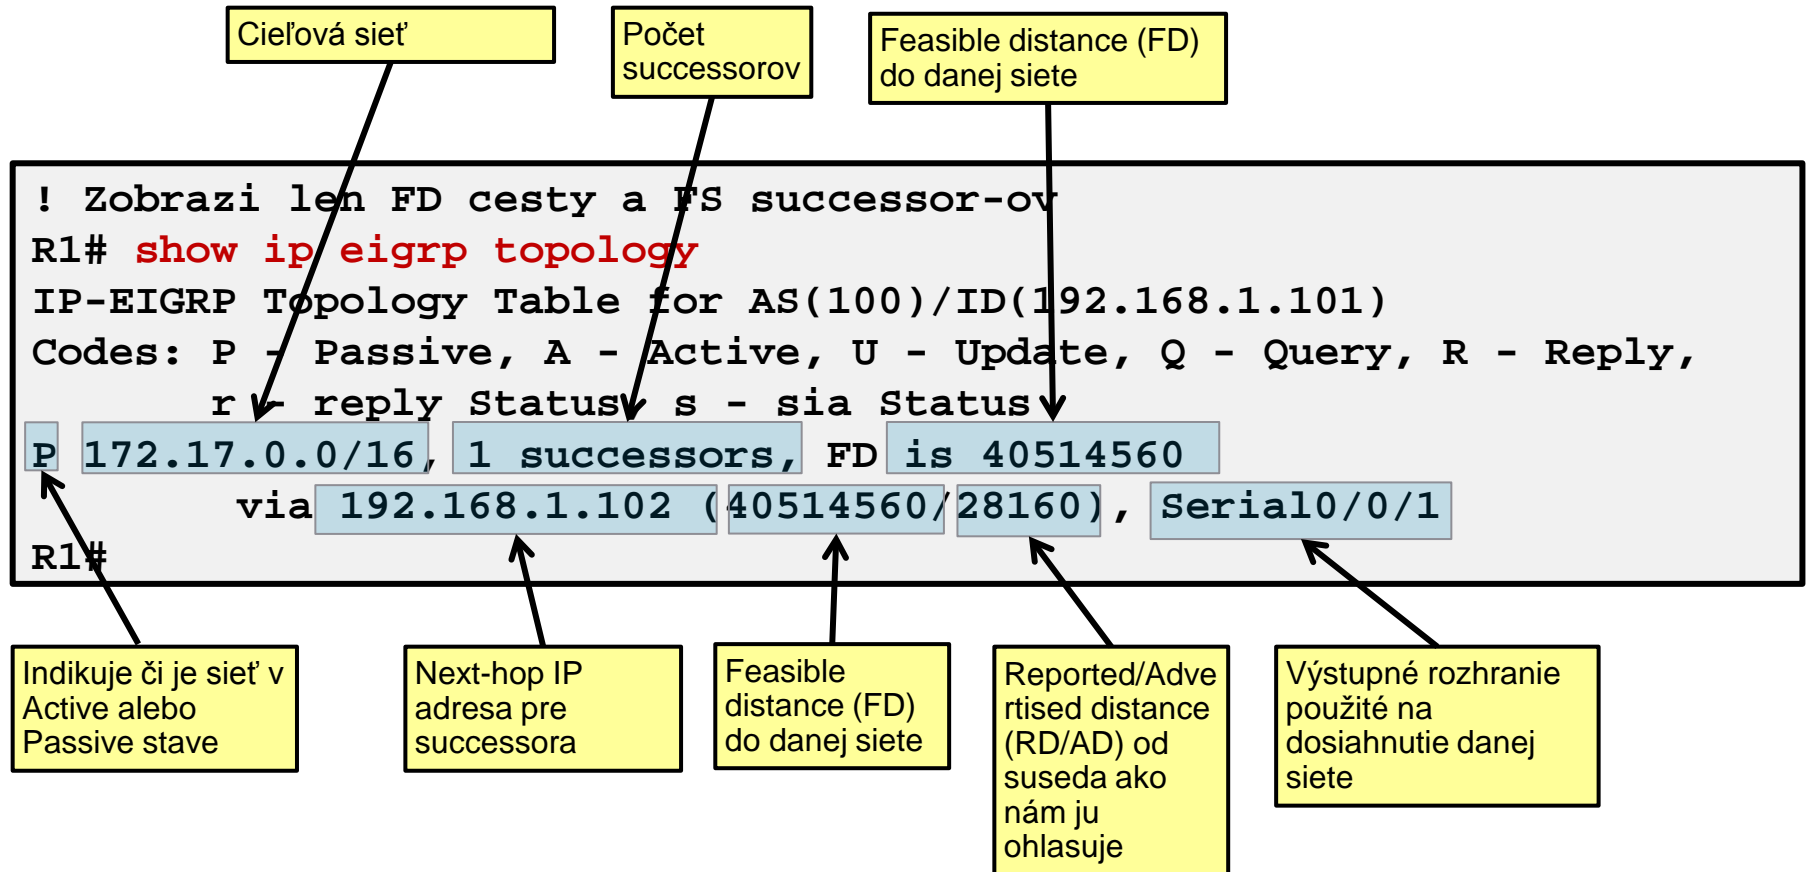 Cieľová sieť
Počet
successorov
Feasible distance (FD)
do danej siete
! Zobrazi len FD cesty a FS successor-ov
R1# show ip eigrp topology
IP-EIGRP Topology Table for AS(100)/ID(192.168.1.101)
Codes: P - Passive, A - Active, U - Update, Q - Query, R - Reply,
r - reply Status, s - sia Status
P 172.17.0.0/16, 1 successors, FD is 40514560
via 192.168.1.102 (40514560/28160), Serial0/0/1
R1#
Indikuje či je sieť v
Active alebo
Passive stave
Next-hop IP
adresa pre
successora
Feasible
distance (FD)
do danej siete
Reported/Adve
rtised distance
(RD/AD) od
suseda ako
nám ju
ohlasuje
Výstupné rozhranie
použité na
dosiahnutie danej
siete